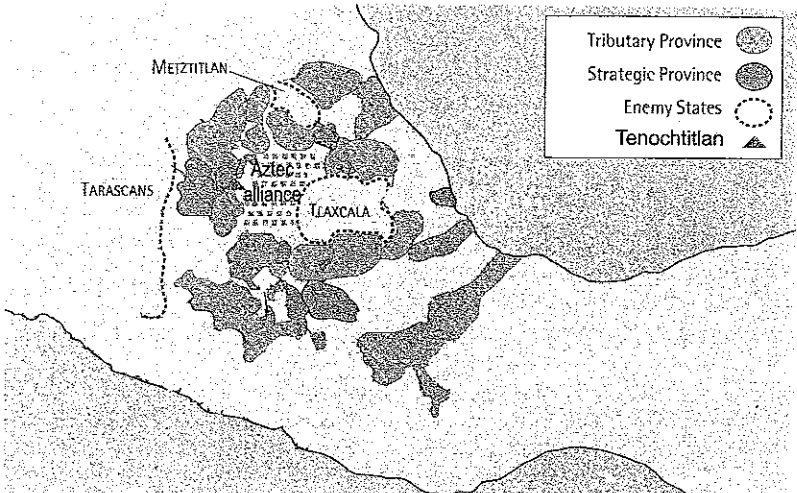 Tributary Province
Strategic Province
Enemy States
Tenochtitlan
METZTITLAN
TARASCANS
Aztec
alliance
TLAXCALA